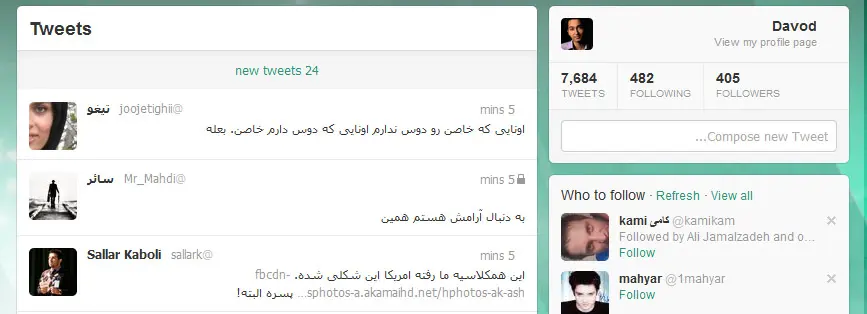 Tweets
new tweets 24
تیغو joojetighii@
mins 5
اونایی که خاصن رو دوس ندارم اونایی که دوس دارم خاصن. بعله
سائر Mr_Mahdi@
mins 5
به دنبال آرامش هستم همین
Sallar Kaboli sallark@
mins 5
این همکلاسیه ما رفته امریکا این شکلی شده. fbcdn-
sphotos-a.akamaihd.net/hphotos-ak-ash… پسره البته!
Davod
View my profile page
7,684 TWEETS
482 FOLLOWING
405 FOLLOWERS
Compose new Tweet...
Who to follow · Refresh · View all
kami کامی @kamikam
Followed by Ali Jamalzadeh and o...
Follow
mahyar @1mahyar
Follow